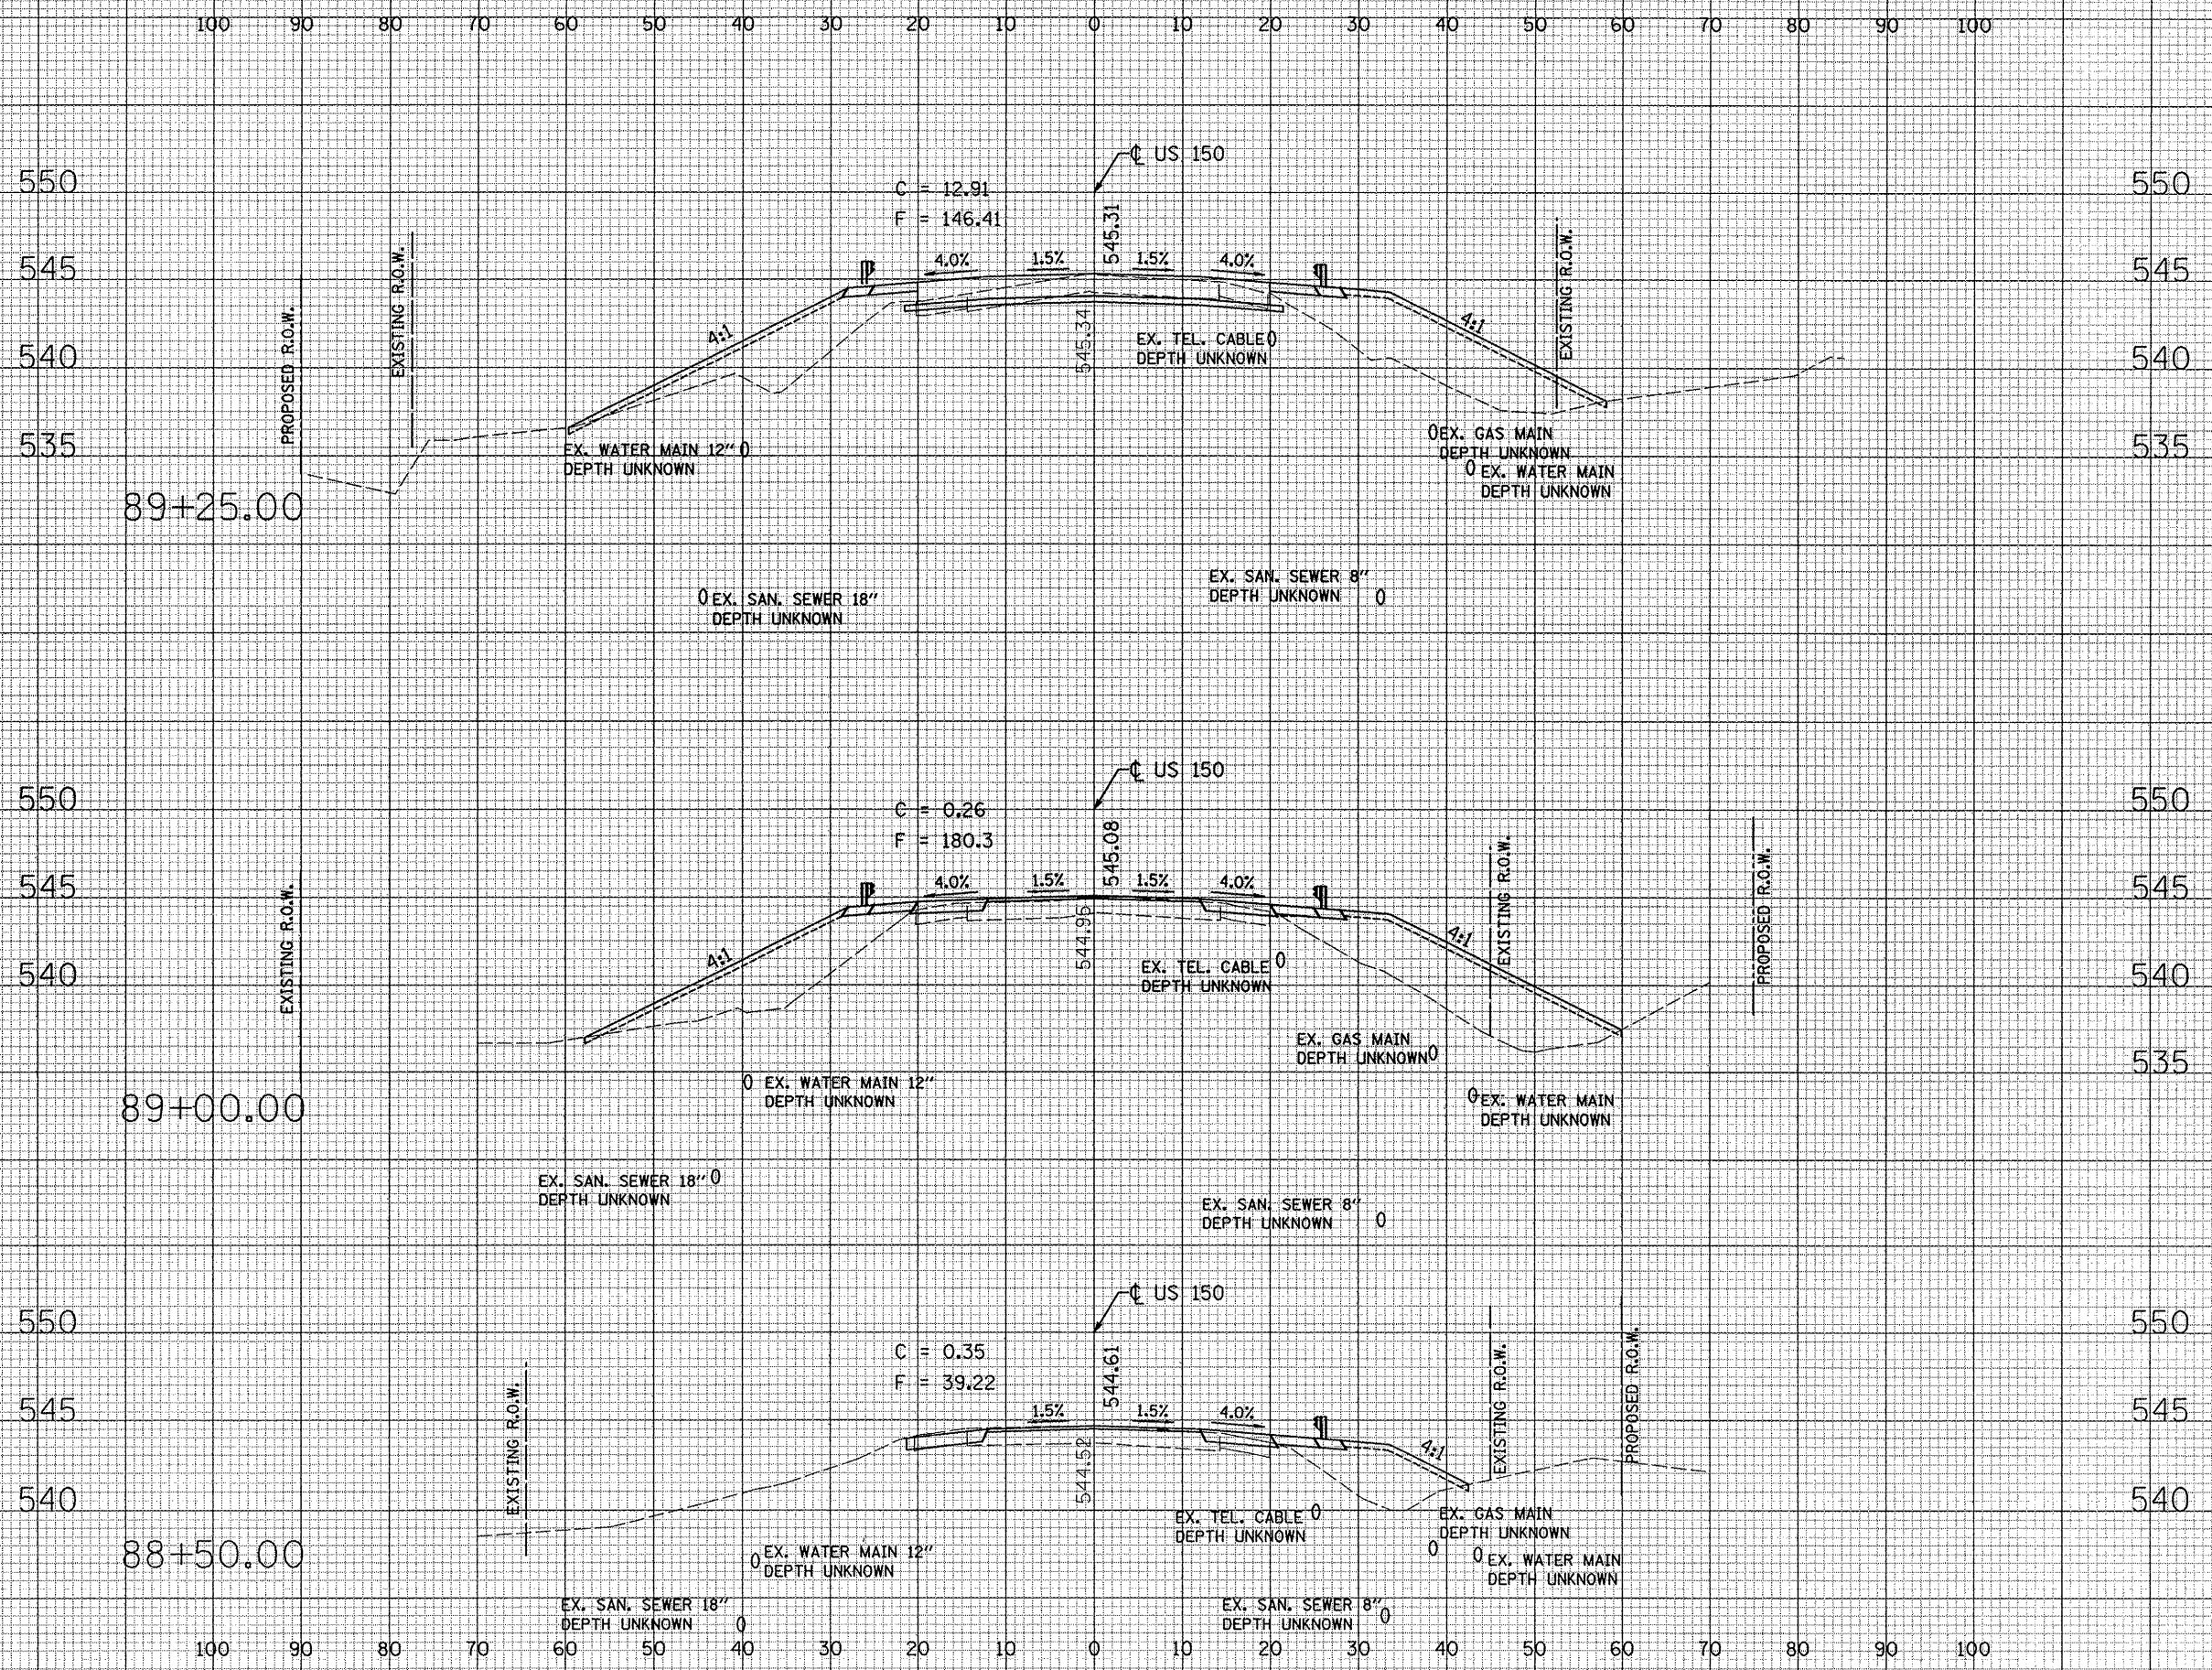 100 90 80 70 60 50 40 30 20 10 0 10 20 30 40 50 60 70 80 90 100
℄ US 150
550
C = 12.91
F = 146.41
545.31
550
545
4.0% 1.5% 1.5% 4.0%
545
PROPOSED R.O.W.
EXISTING R.O.W.
4:1
545.34
EX. TEL. CABLE
DEPTH UNKNOWN
4:1
EXISTING R.O.W.
540
540
535
EX. WATER MAIN 12"
DEPTH UNKNOWN
EX. GAS MAIN
DEPTH UNKNOWN
EX. WATER MAIN
DEPTH UNKNOWN
535
89+25.00
EX. SAN. SEWER 18"
DEPTH UNKNOWN
EX. SAN. SEWER 8"
DEPTH UNKNOWN
℄ US 150
550
C = 0.26
F = 180.3
545.08
550
545
4.0% 1.5% 1.5% 4.0%
545
EXISTING R.O.W.
4:1
544.96
EX. TEL. CABLE
DEPTH UNKNOWN
4:1
EXISTING R.O.W.
PROPOSED R.O.W.
540
540
EX. GAS MAIN
DEPTH UNKNOWN
535
535
EX. WATER MAIN 12"
DEPTH UNKNOWN
EX. WATER MAIN
DEPTH UNKNOWN
89+00.00
EX. SAN. SEWER 18"
DEPTH UNKNOWN
EX. SAN. SEWER 8"
DEPTH UNKNOWN
℄ US 150
550
C = 0.35
F = 39.22
544.61
550
545
1.5% 1.5% 4.0%
545
EXISTING R.O.W.
544.52
4:1
EXISTING R.O.W.
PROPOSED R.O.W.
540
540
EX. TEL. CABLE
DEPTH UNKNOWN
EX. GAS MAIN
DEPTH UNKNOWN
88+50.00
EX. WATER MAIN 12"
DEPTH UNKNOWN
EX. WATER MAIN
DEPTH UNKNOWN
EX. SAN. SEWER 18"
DEPTH UNKNOWN
EX. SAN. SEWER 8"
DEPTH UNKNOWN
100 90 80 70 60 50 40 30 20 10 0 10 20 30 40 50 60 70 80 90 100